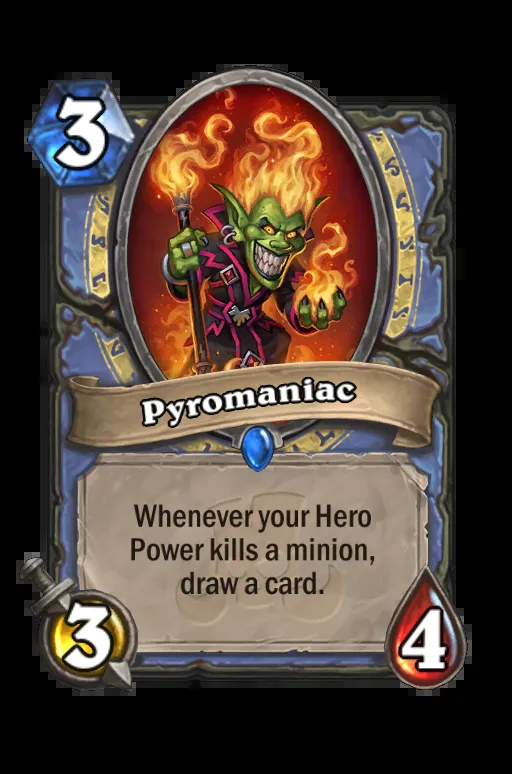 3
Pyromaniac
Whenever your Hero
Power kills a minion,
draw a card.
3
4